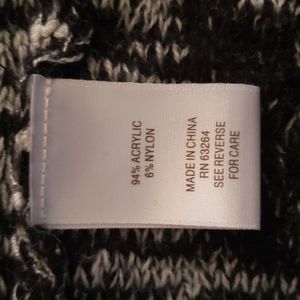 94% ACRYLIC
6% NYLON
MADE IN CHINA
RN 63264
SEE REVERSE
FOR CARE